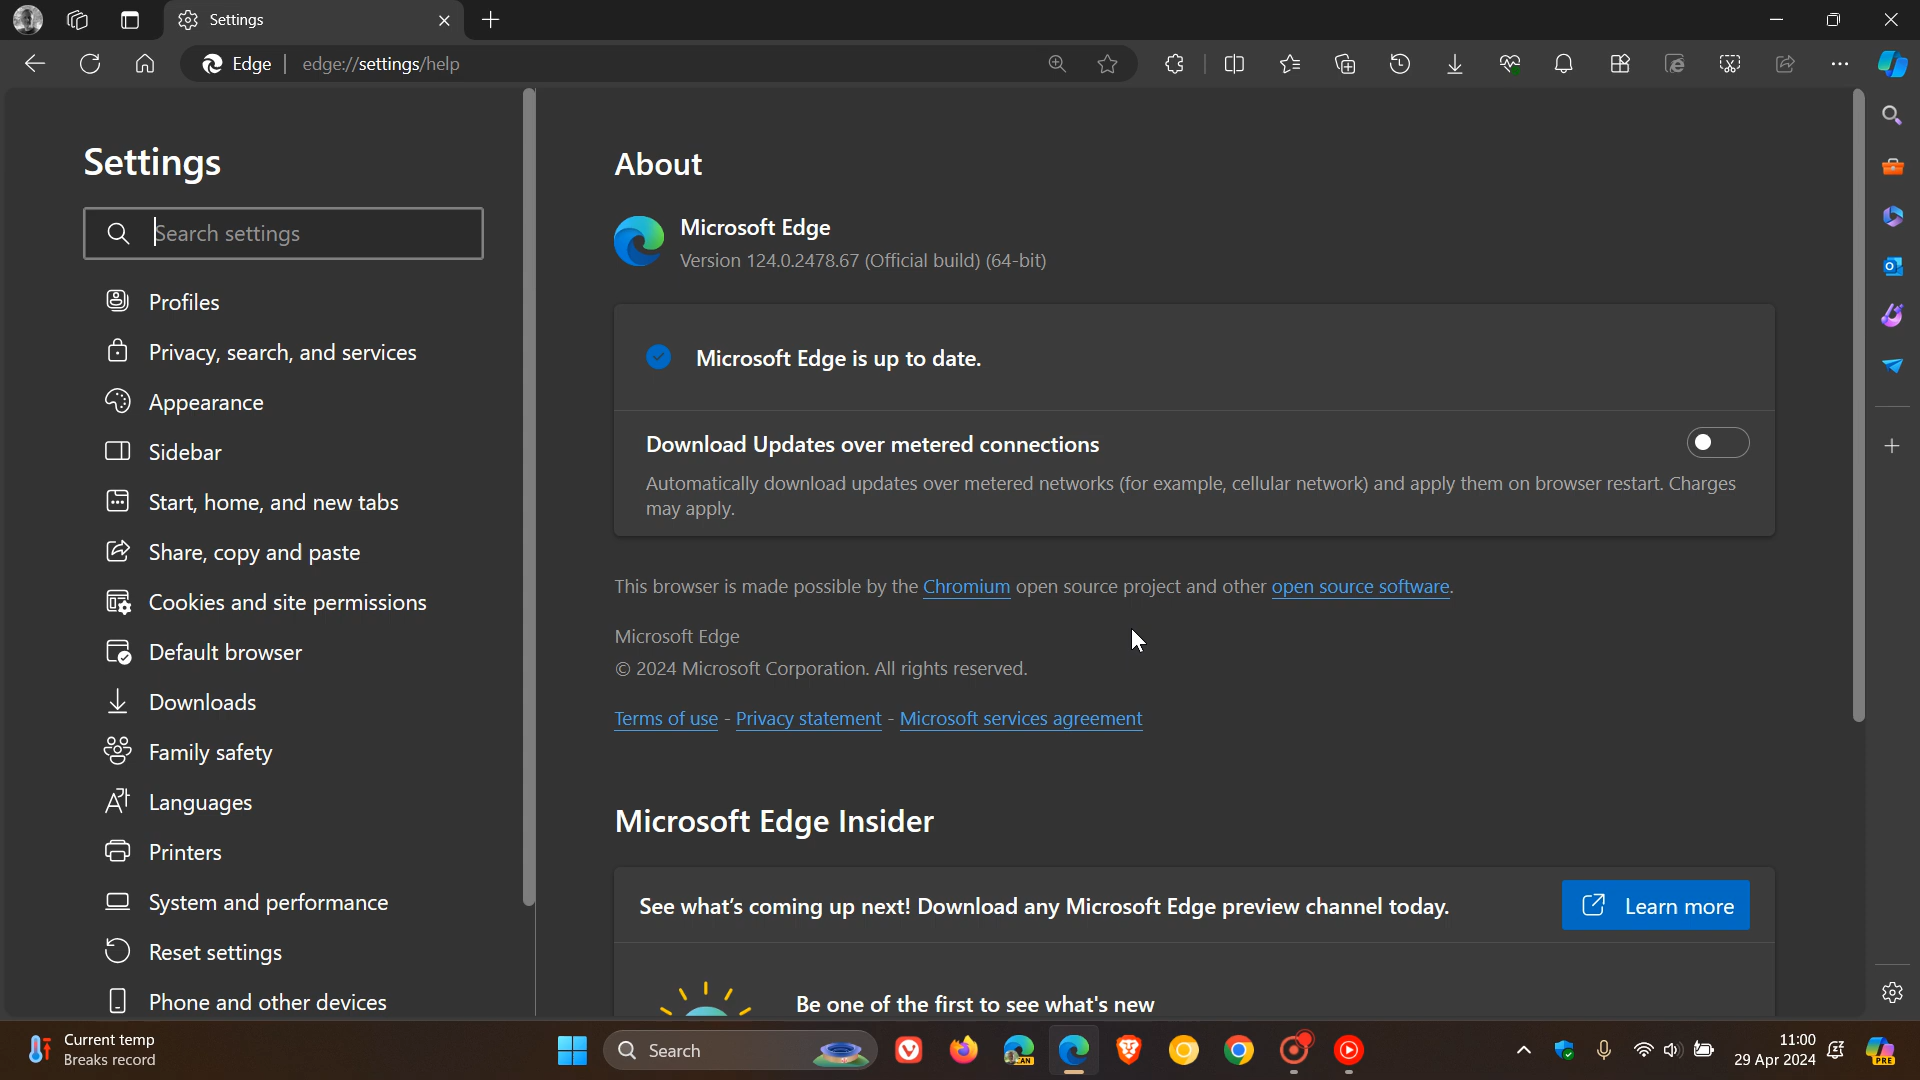 Settings
Edge
edge://settings/help
Settings
Search settings
Profiles
Privacy, search, and services
Appearance
Sidebar
Start, home, and new tabs
Share, copy and paste
Cookies and site permissions
Default browser
Downloads
Family safety
Languages
Printers
System and performance
Reset settings
Phone and other devices
About
Microsoft Edge
Version 124.0.2478.67 (Official build) (64-bit)
Microsoft Edge is up to date.
Download Updates over metered connections
Automatically download updates over metered networks (for example, cellular network) and apply them on browser restart. Charges
may apply.
This browser is made possible by the Chromium open source project and other open source software.
Microsoft Edge
© 2024 Microsoft Corporation. All rights reserved.
Terms of use - Privacy statement - Microsoft services agreement
Microsoft Edge Insider
See what's coming up next! Download any Microsoft Edge preview channel today.
Learn more
Be one of the first to see what's new
Current temp
Breaks record
Search
CAN
11:00
29 Apr 2024
PRE